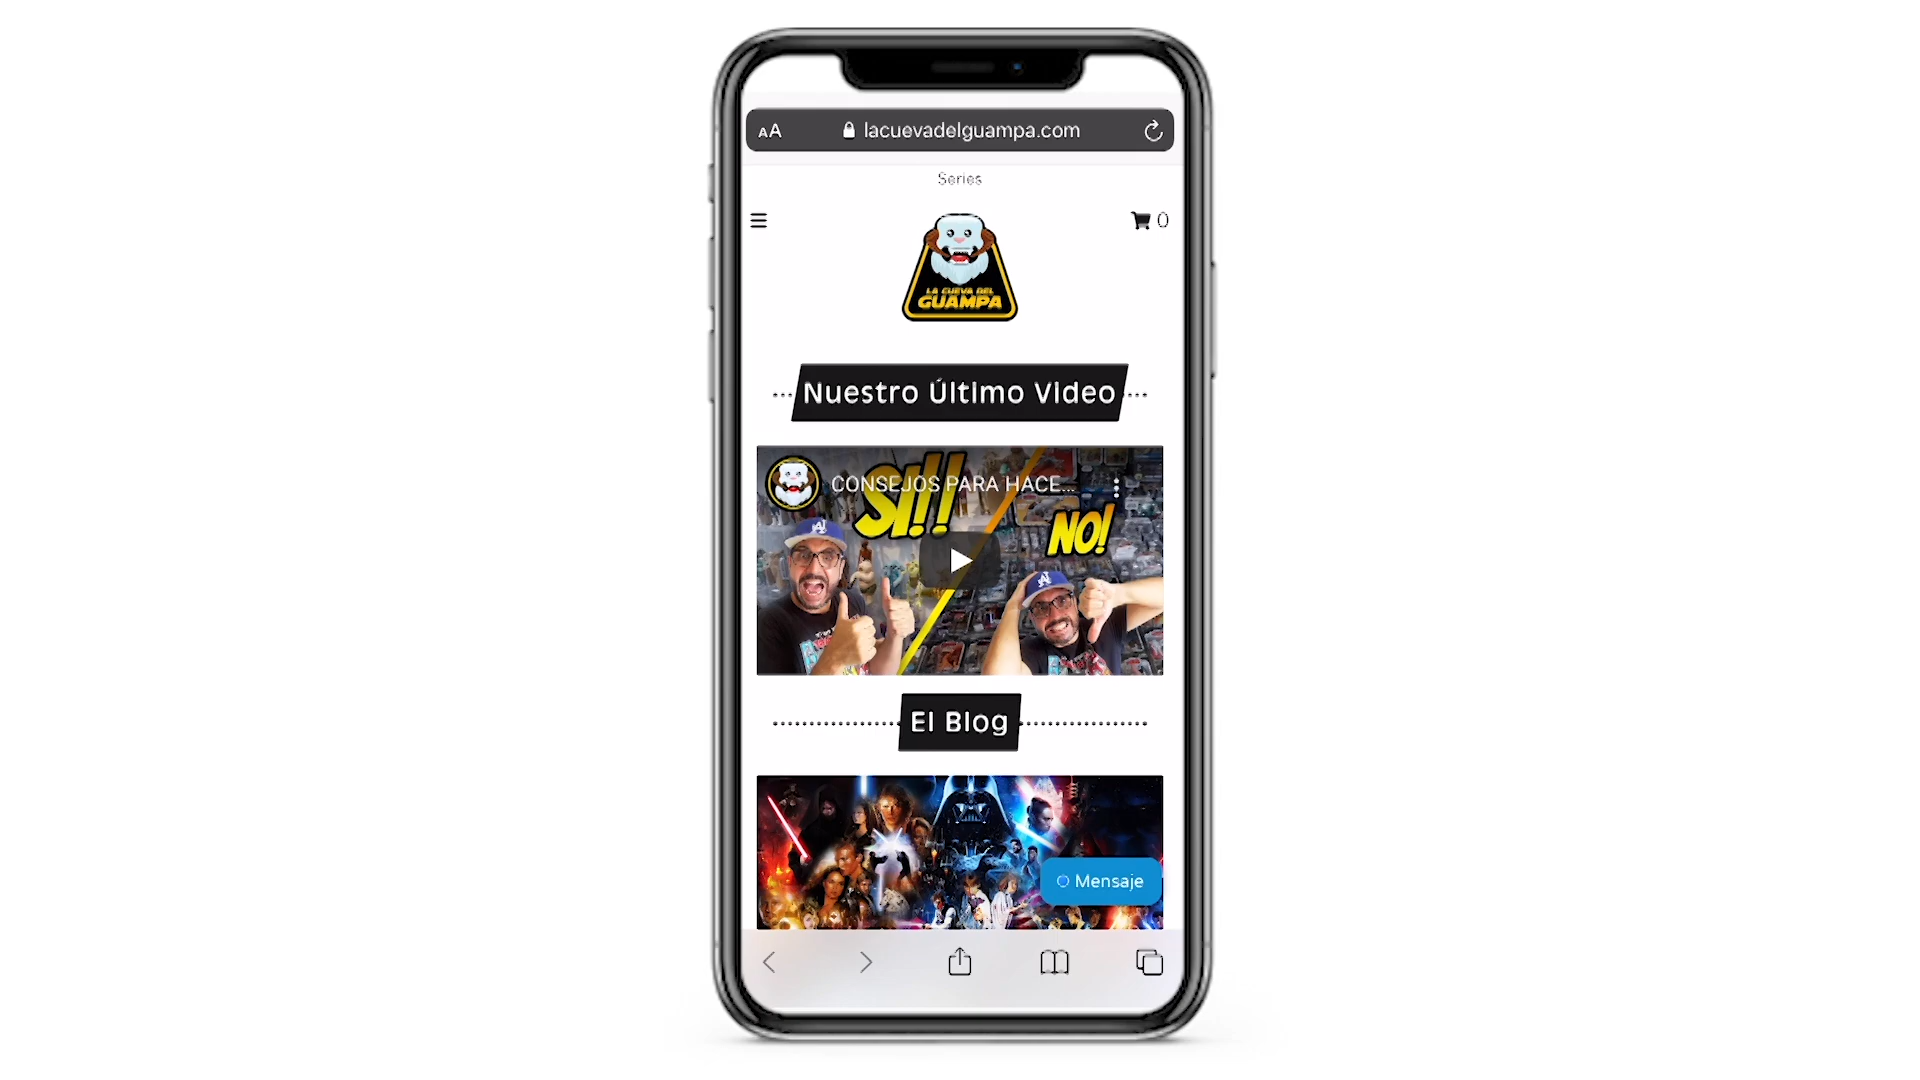 AA lacuevadelguampa.com
Series
0
LA CUEVA DEL
GUAMPA
Nuestro Último Video
CONSEJOS PARA HACE...
SI!!
NO!
El Blog
Mensaje